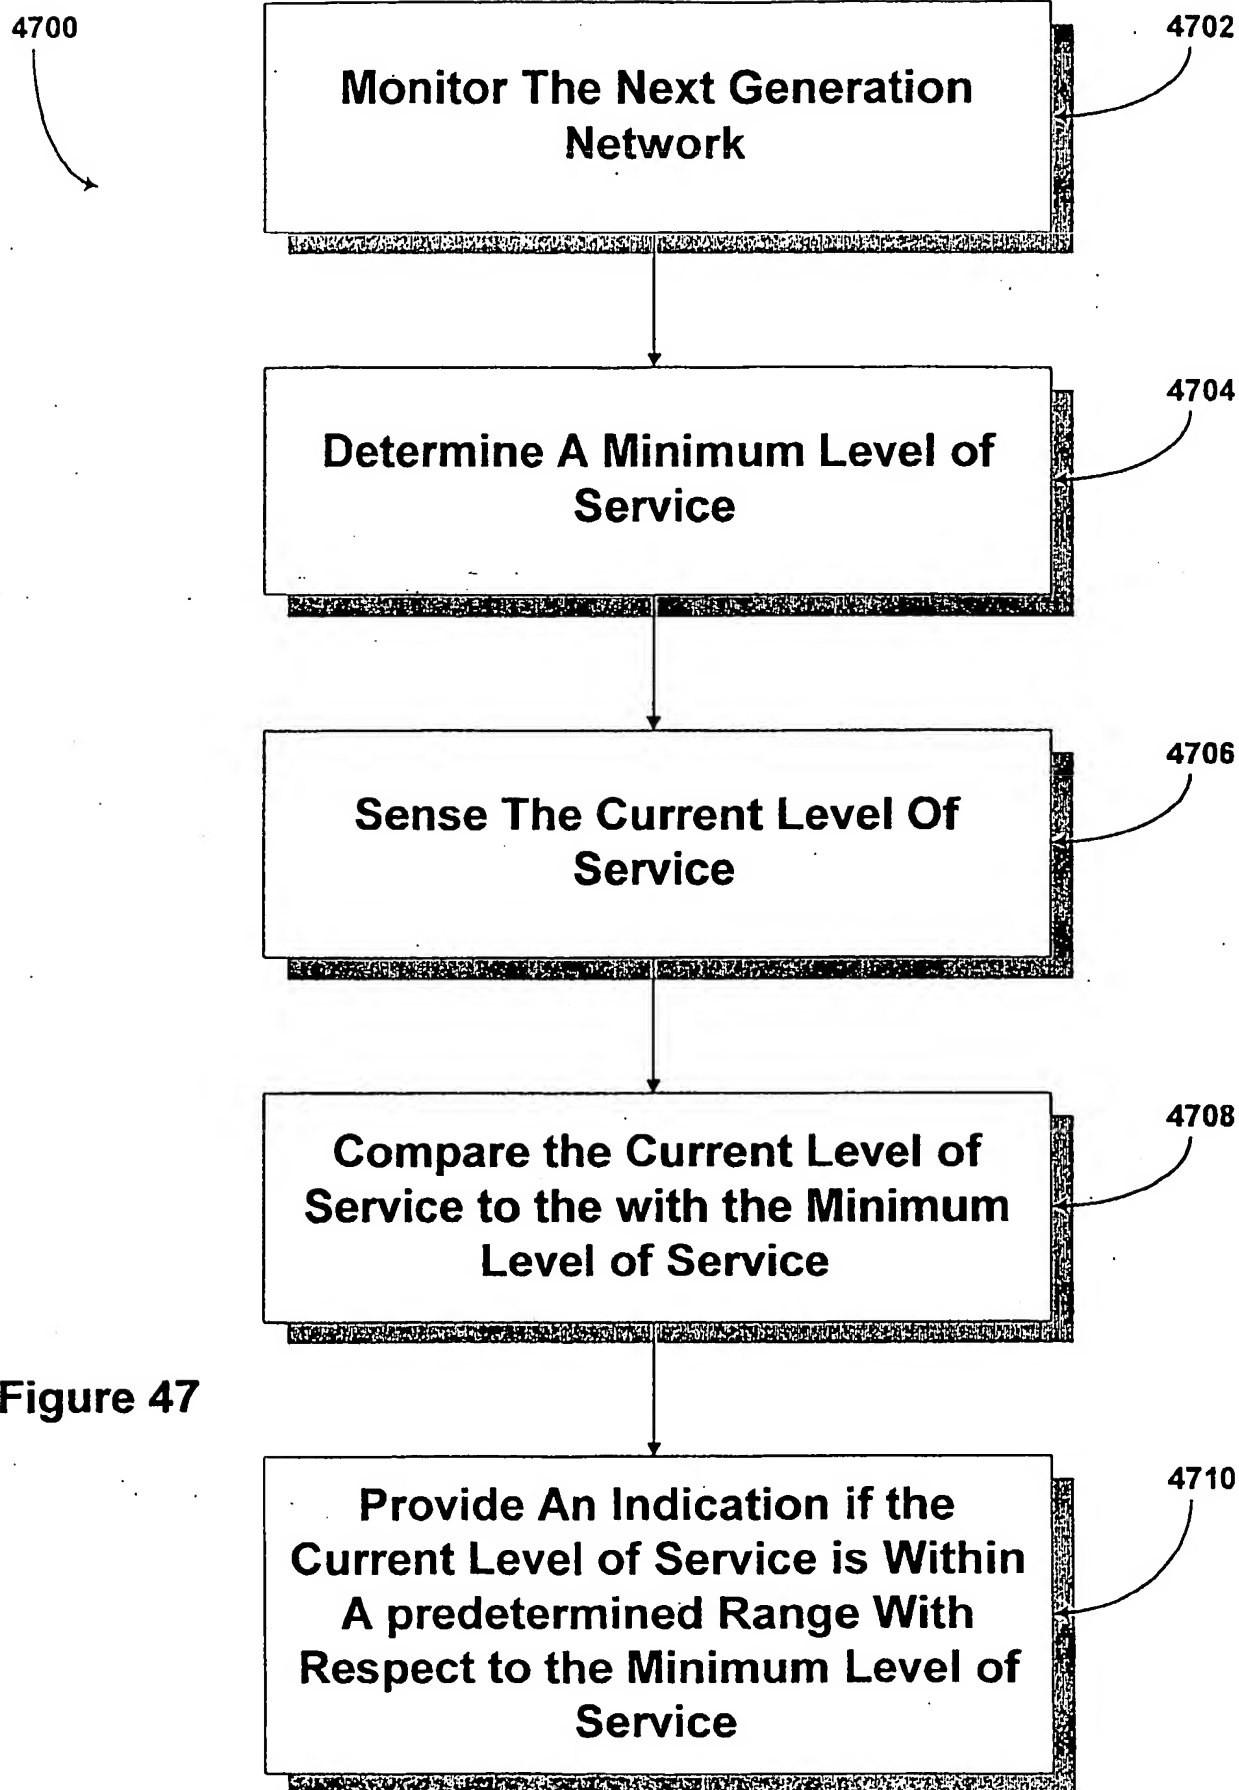 4700
4702
Monitor The Next Generation
Network
4704
Determine A Minimum Level of
Service
4706
Sense The Current Level Of
Service
4708
Compare the Current Level of
Service to the with the Minimum
Level of Service
Figure 47
4710
Provide An Indication if the
Current Level of Service is Within
A predetermined Range With
Respect to the Minimum Level of
Service